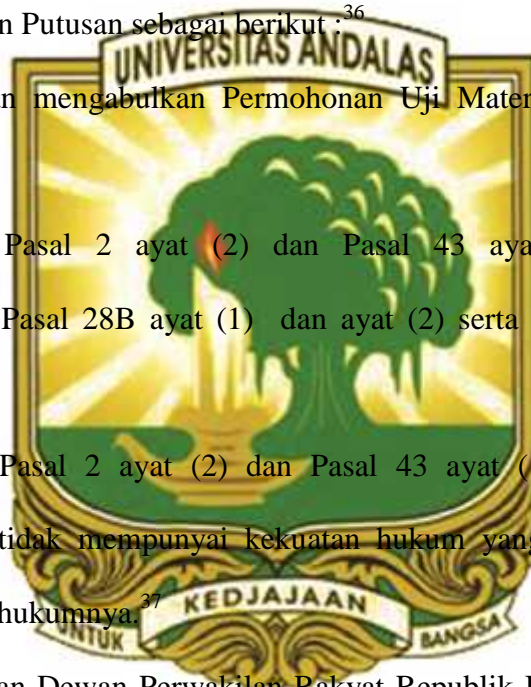 n Putusan sebagai berikut :36
UNIVERSITAS ANDALAS
an mengabulkan Permohonan Uji Mater
Pasal 2 ayat (2) dan Pasal 43 aya
Pasal 28B ayat (1) dan ayat (2) serta
Pasal 2 ayat (2) dan Pasal 43 ayat (
tidak mempunyai kekuatan hukum yang
hukumnya.37
KEDJAJAAN
UNTUK BANGSA
an Dewan Perwakilan Rakyat Republik